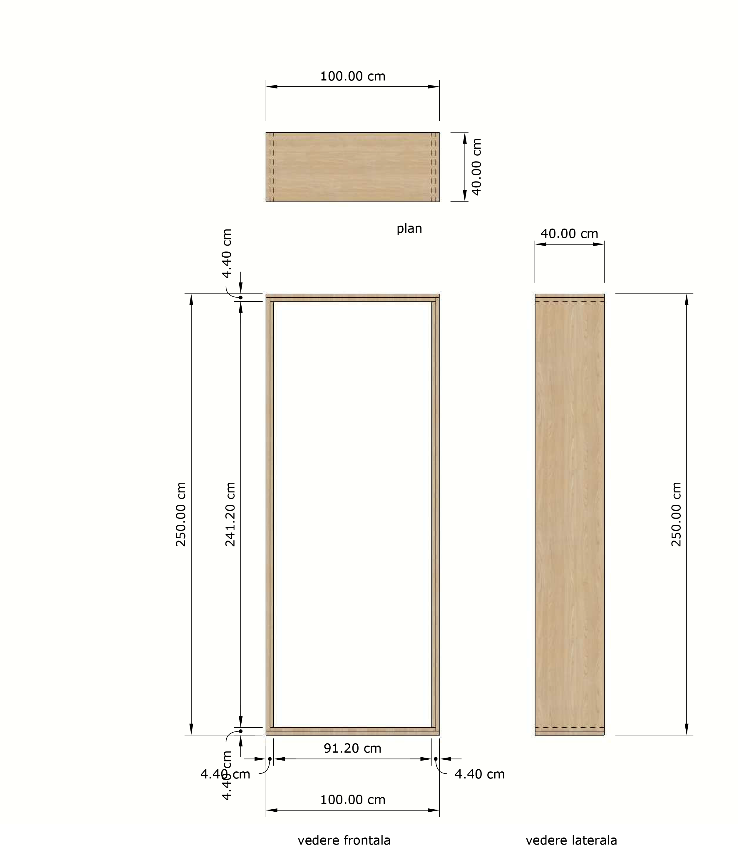 100.00 cm
40.00 cm
plan
4.40 cm
40.00 cm
250.00 cm
241.20 cm
250.00 cm
91.20 cm
4.40 cm
4.40 cm
4.40 cm
100.00 cm
vedere frontala
vedere laterala